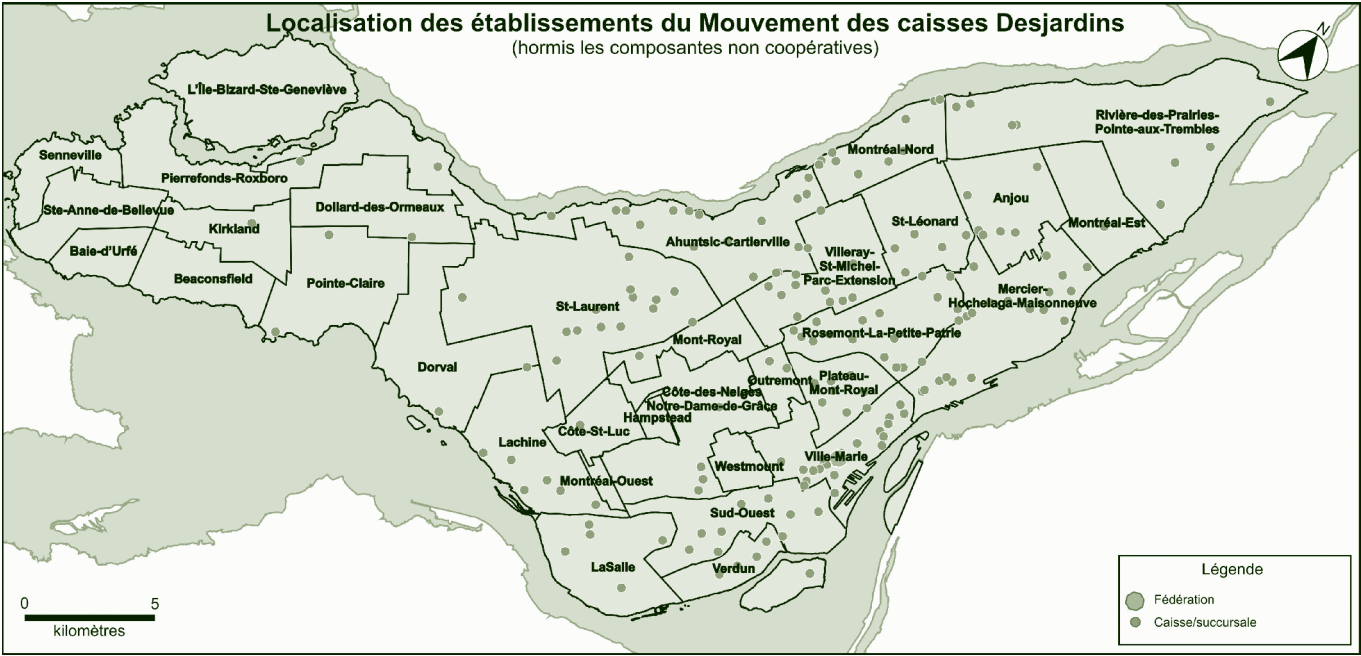 Localisation des établissements du Mouvement des caisses Desjardins
(hormis les composantes non coopératives)
N
L'Île-Bizard-Ste-Geneviève
Rivière-des-Prairies-
Pointe-aux-Trembles
Senneville
Montréal-Nord
Pierrefonds-Roxboro
Ste-Anne-de-Bellevue
Dollard-des-Ormeaux
Anjou
Kirkland
St-Léonard
Montréal-Est
Baie-d'Urfé
Ahuntsic-Cartierville
Beaconsfield
Pointe-Claire
Villeray-
St-Michel-
Parc-Extension
Mercier-
Hochelaga-Maisonneuve
St-Laurent
Rosemont-La-Petite-Patrie
Mont-Royal
Dorval
Outremont
Plateau-
Mont-Royal
Côte-des-Neiges
Notre-Dame-de-Grâce
Hampstead
Côte-St-Luc
Lachine
Ville-Marie
Westmount
Montréal-Ouest
Sud-Ouest
LaSalle
Verdun
Légende
Fédération
Caisse/succursale
0 5
kilomètres